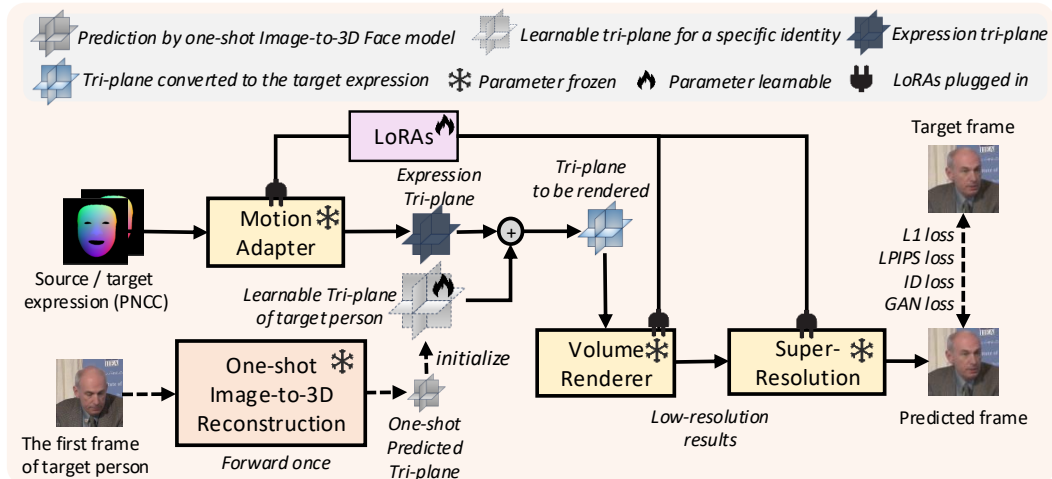 Prediction by one-shot Image-to-3D Face model
Learnable tri-plane for a specific identity
Expression tri-plane
Tri-plane converted to the target expression
Parameter frozen
Parameter learnable
LoRAs plugged in
LoRAs
Target frame
Expression
Tri-plane
Tri-plane
to be rendered
Motion
Adapter
+
L1 loss
LPIPS loss
ID loss
GAN loss
Source / target
expression (PNCC)
Learnable Tri-plane
of target person
initialize
Volume
Renderer
Super-
Resolution
One-shot
Image-to-3D
Reconstruction
Low-resolution
results
Predicted frame
The first frame
of target person
Forward once
One-shot
Predicted
Tri-plane